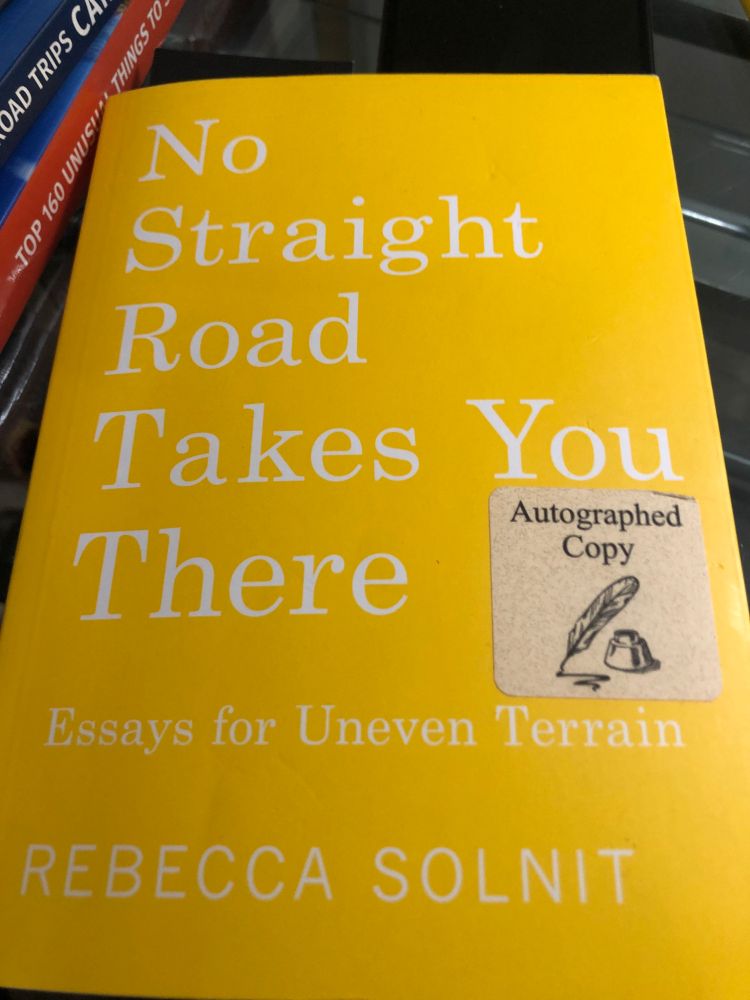 ROAD TRIPS
TOP 160 UNUSUAL THINGS TO
No
Straight
Road
Takes You
There
Autographed
Copy
Essays for Uneven Terrain
REBECCA SOLNIT